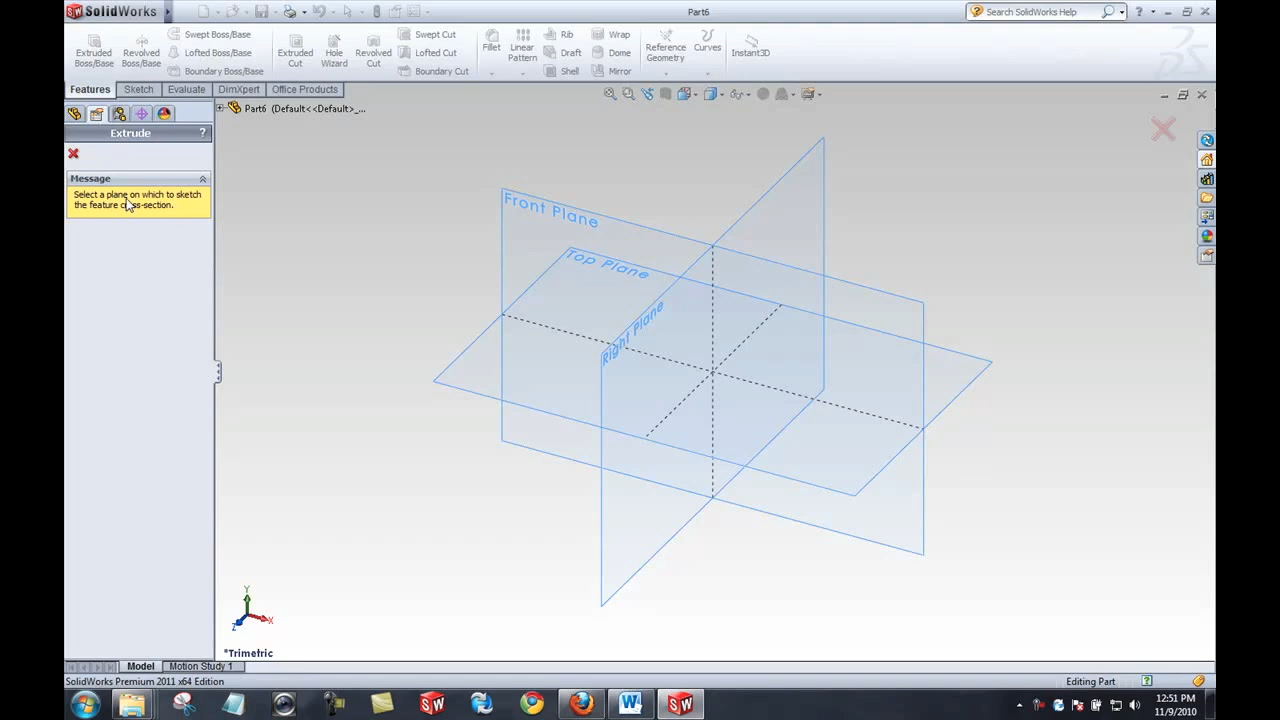 SolidWorks
Part6
Search SolidWorks Help
Extruded Boss/Base
Revolved Boss/Base
Swept Boss/Base
Lofted Boss/Base
Boundary Boss/Base
Extruded Cut
Hole Wizard
Revolved Cut
Swept Cut
Lofted Cut
Boundary Cut
Fillet
Linear Pattern
Rib
Draft
Shell
Wrap
Dome
Mirror
Reference Geometry
Curves
Instant3D
Features
Sketch
Evaluate
DimXpert
Office Products
Part6 (Default<<Default>_...
Extrude
?
Message
Select a plane on which to sketch
the feature cross-section.
Front Plane
Top Plane
Right Plane
Y
X
Z
*Trimetric
Model
Motion Study 1
SolidWorks Premium 2011 x64 Edition
Editing Part
12:51 PM
11/9/2010